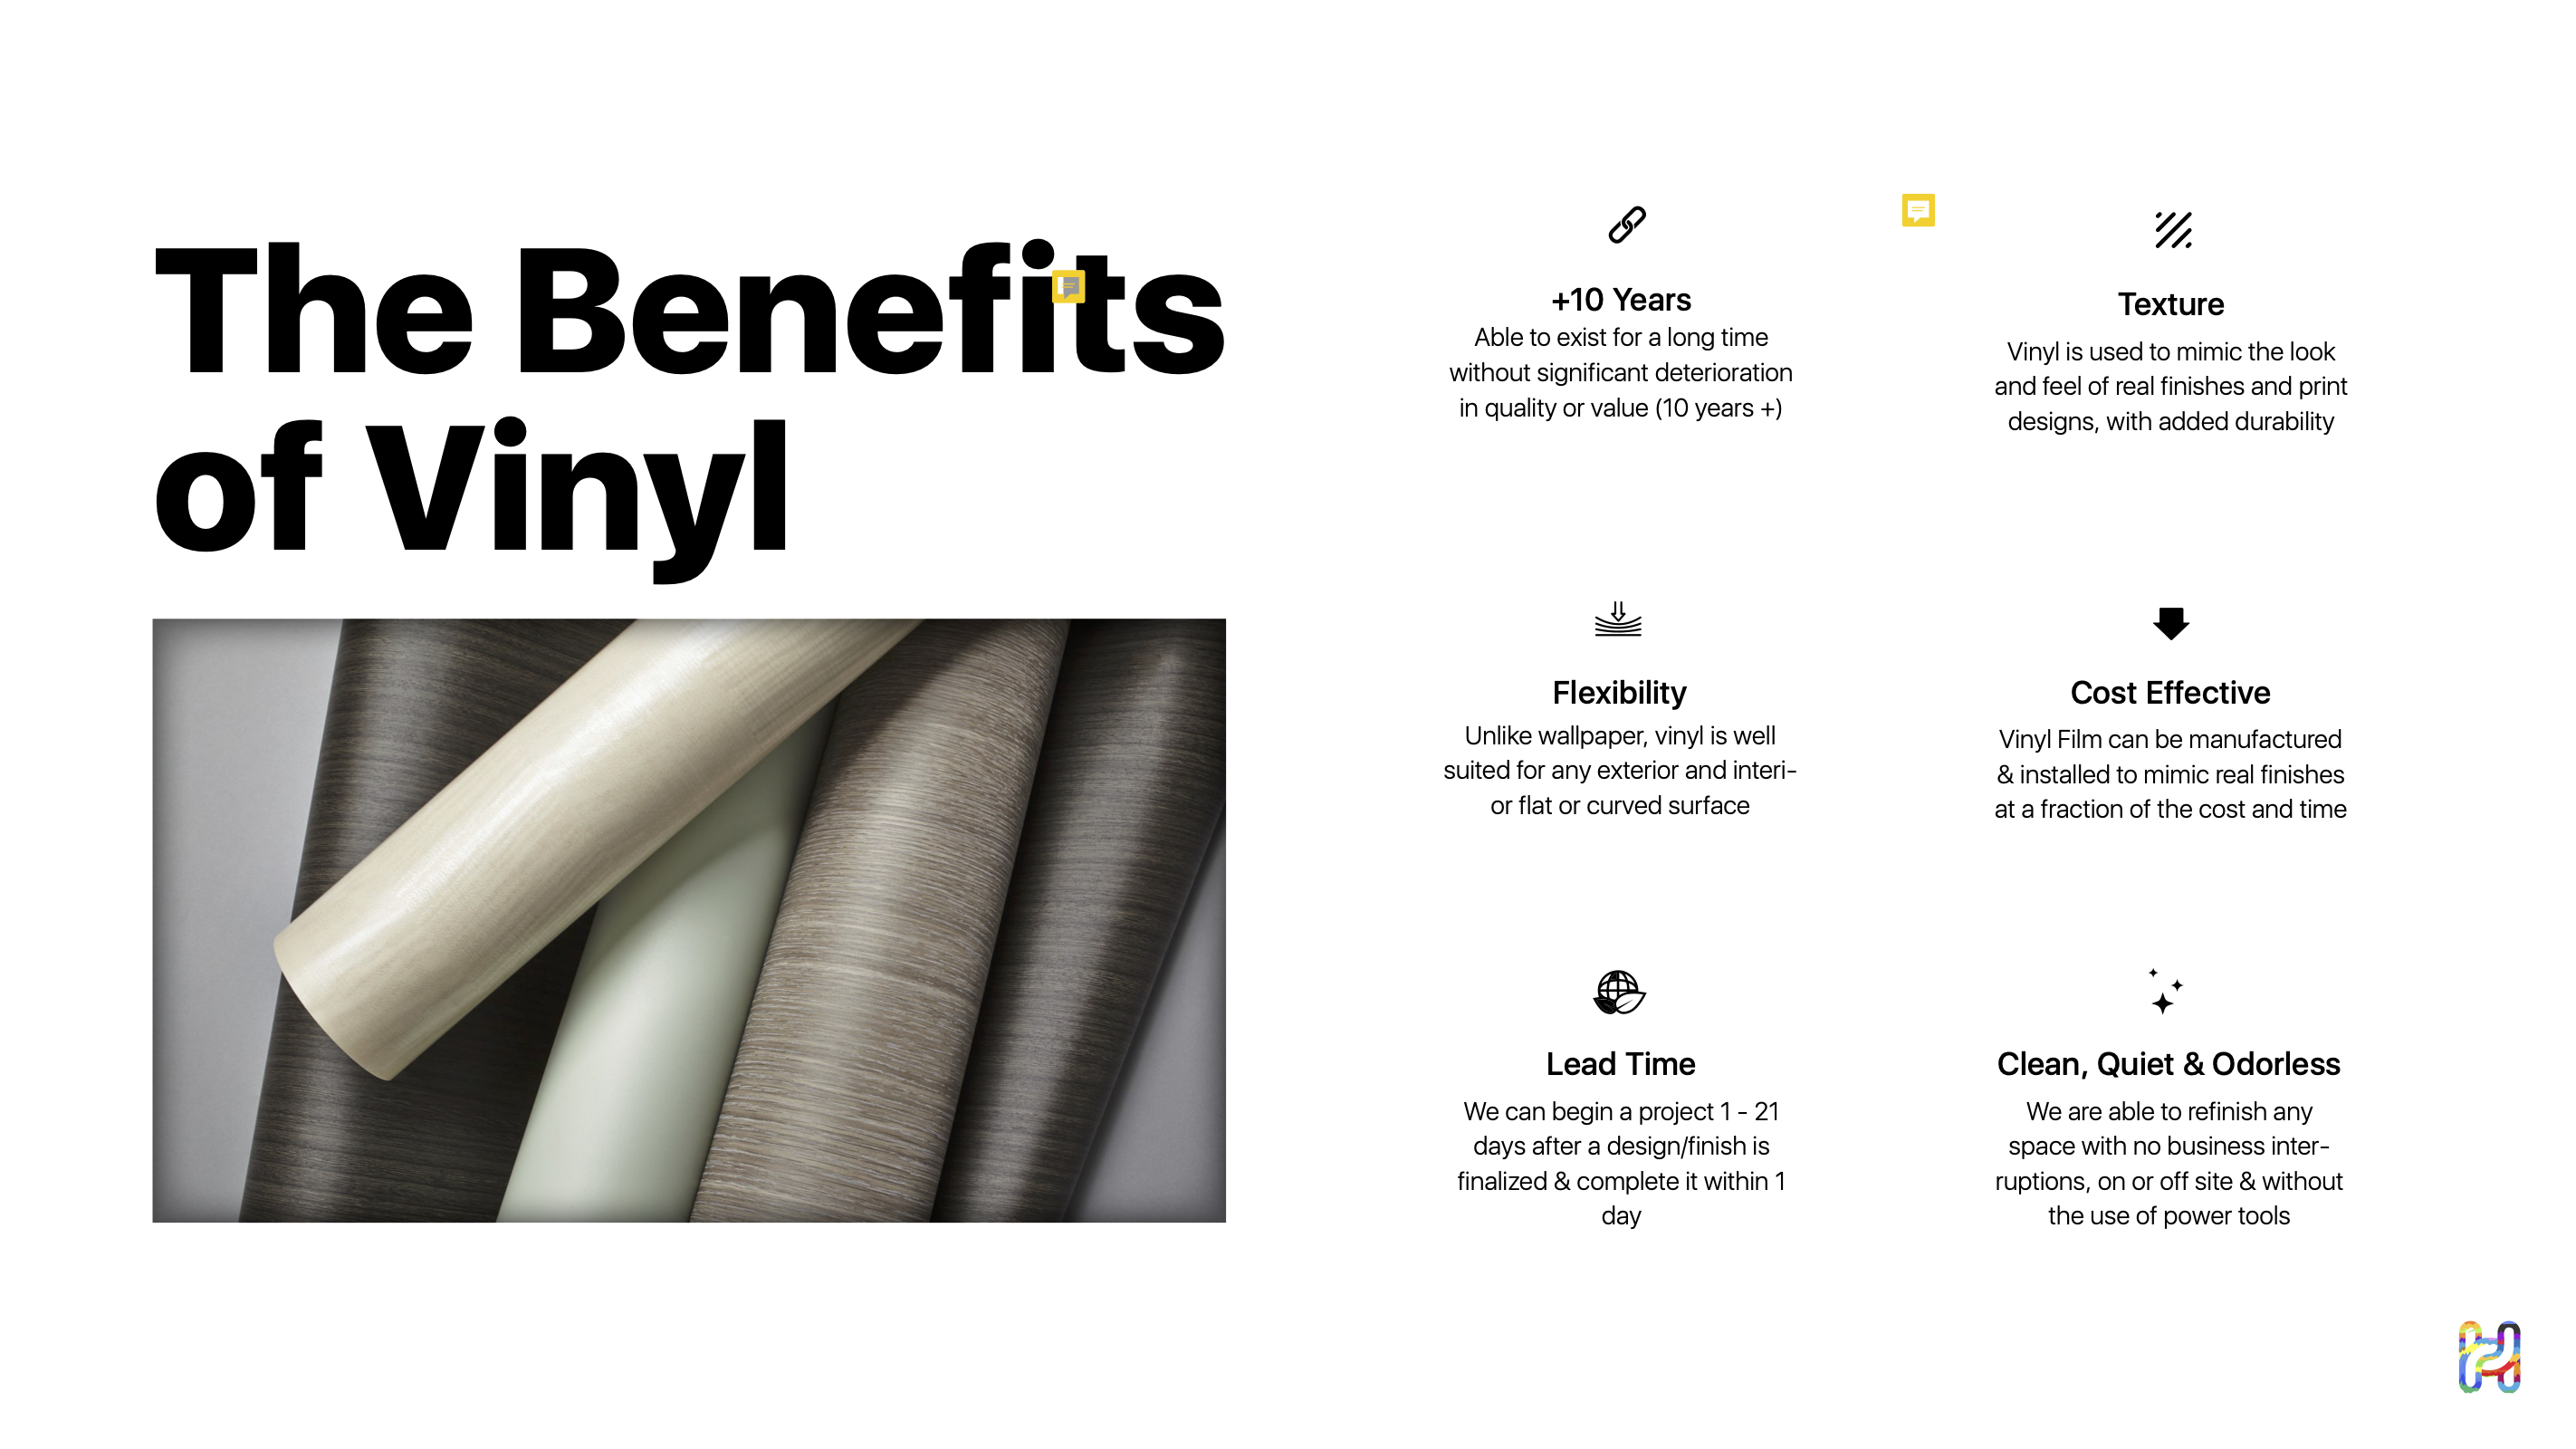 The Benefits
of Vinyl
+10 Years
Able to exist for a long time
without significant deterioration
in quality or value (10 years +)
Texture
Vinyl is used to mimic the look
and feel of real finishes and print
designs, with added durability
Flexibility
Unlike wallpaper, vinyl is well
suited for any exterior and interi-
or flat or curved surface
Cost Effective
Vinyl Film can be manufactured
& installed to mimic real finishes
at a fraction of the cost and time
Lead Time
We can begin a project 1 - 21
days after a design/finish is
finalized & complete it within 1
day
Clean, Quiet & Odorless
We are able to refinish any
space with no business inter-
ruptions, on or off site & without
the use of power tools